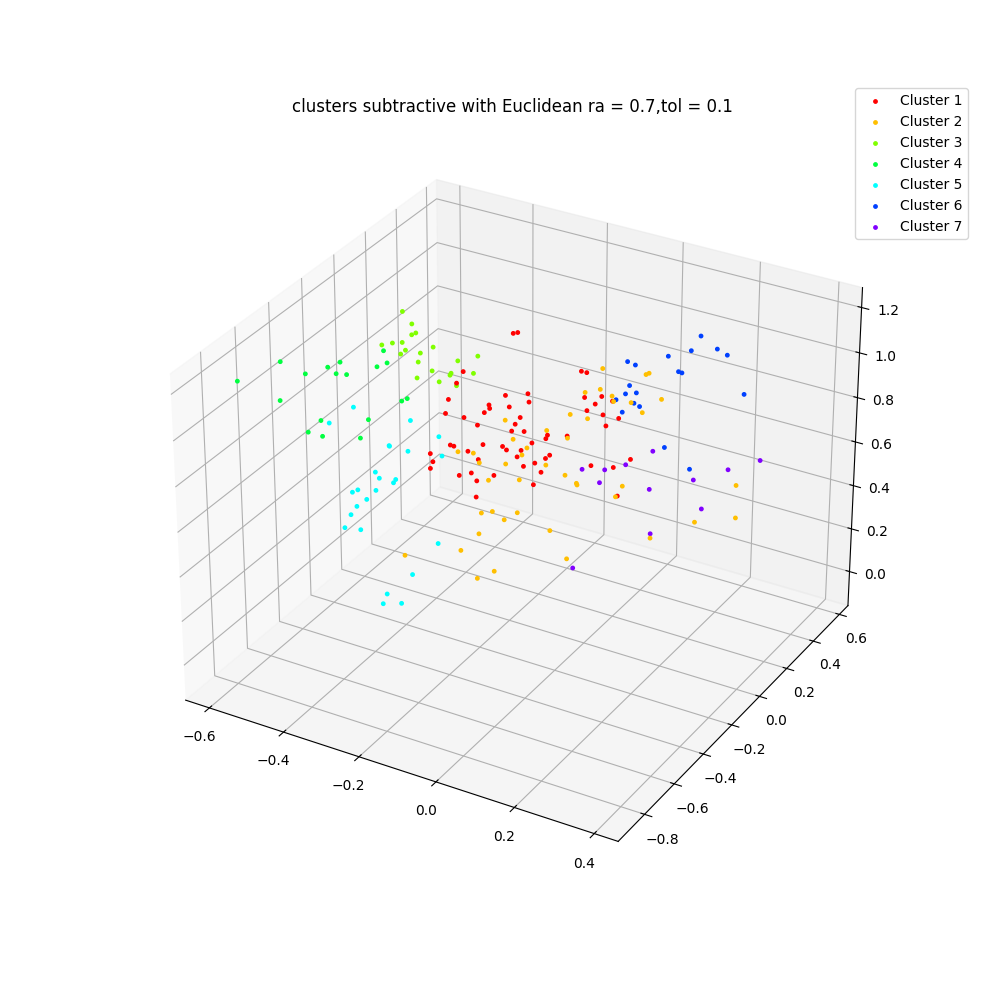 clusters subtractive with Euclidean ra = 0.7,tol = 0.1
Cluster 1
Cluster 2
Cluster 3
Cluster 4
Cluster 5
Cluster 6
Cluster 7
1.2
1.0
0.8
0.6
0.4
0.2
0.0
0.6
0.4
0.2
0.0
−0.2
−0.4
−0.6
−0.8
−0.6
−0.4
−0.2
0.0
0.2
0.4